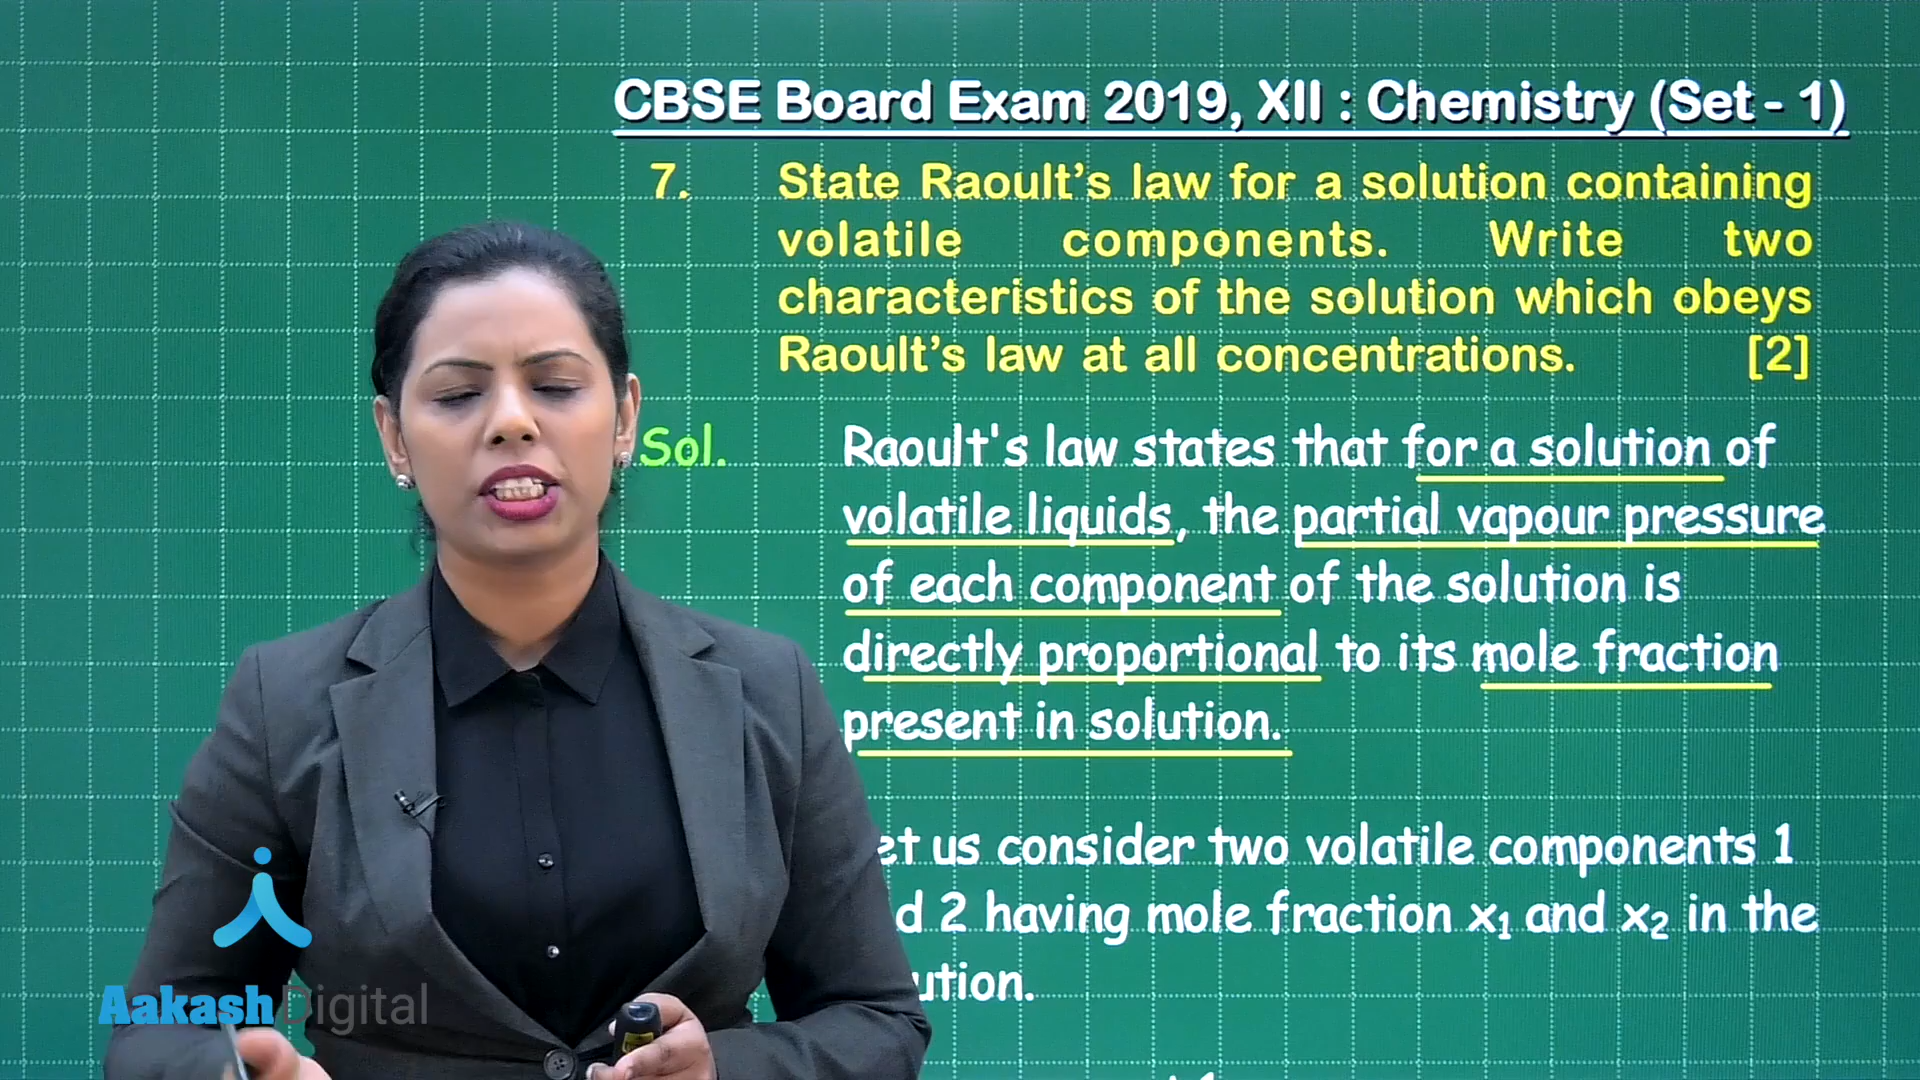 CBSE Board Exam 2019, XII : Chemistry (Set - 1)
7. State Raoult's law for a solution containing
volatile components. Write two
characteristics of the solution which obeys
Raoult's law at all concentrations. [2]
Sol. Raoult's law states that for a solution of
volatile liquids, the partial vapour pressure
of each component of the solution is
directly proportional to its mole fraction
present in solution.
et us consider two volatile components 1
d 2 having mole fraction x₁ and x₂ in the
ution.
Aakash Digital